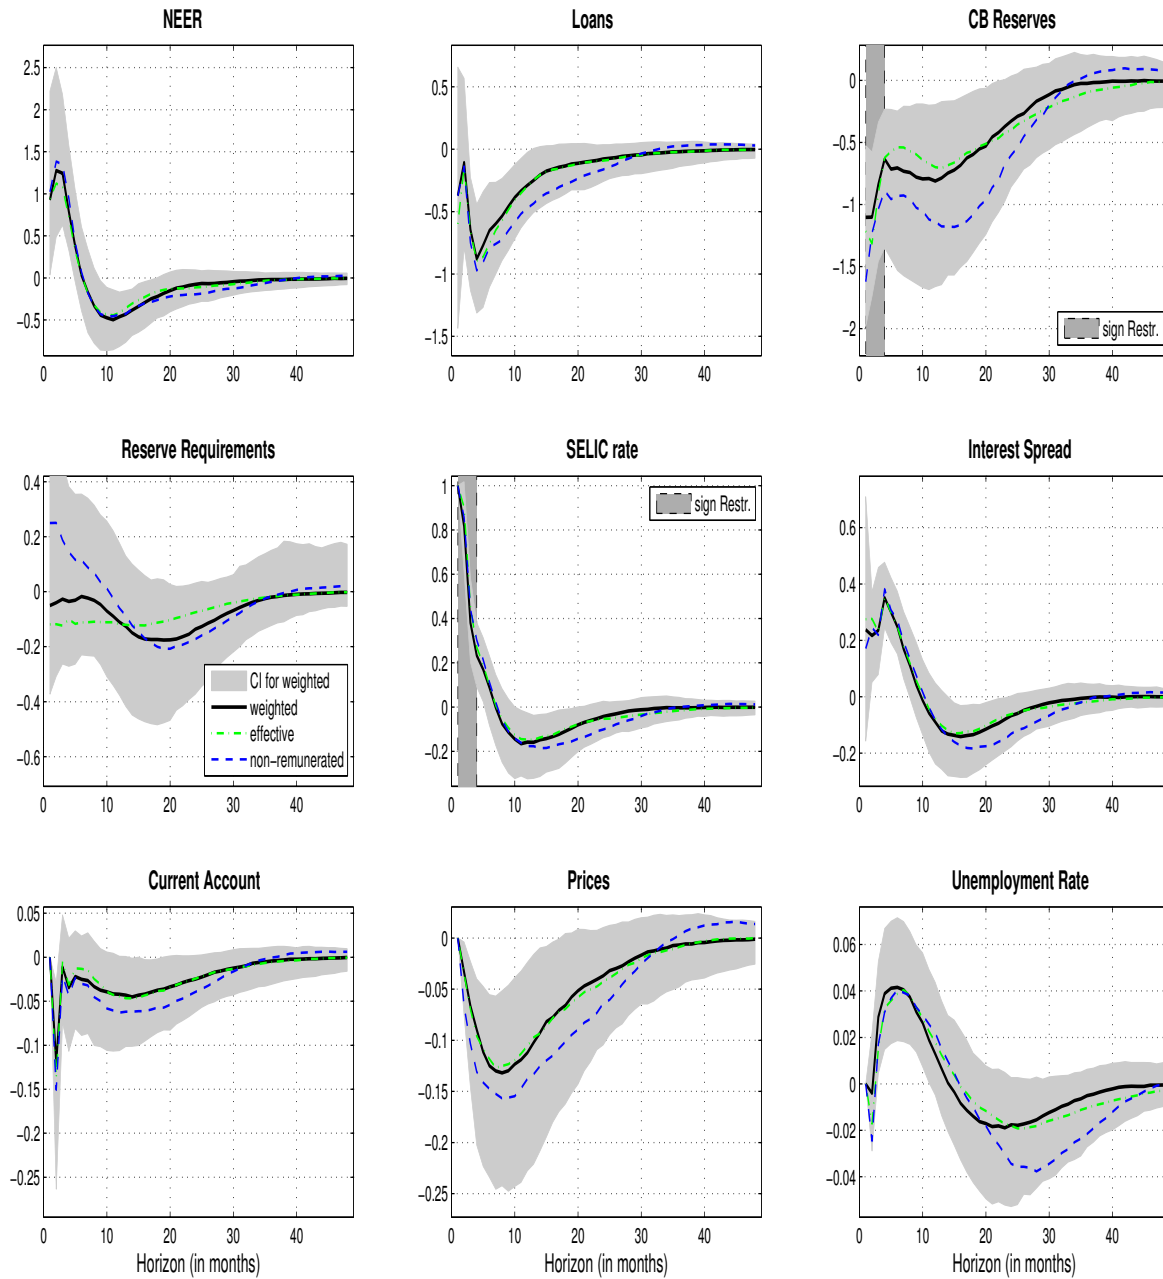 NEER
Loans
CB Reserves
2.5
2
1.5
1
0.5
0
−0.5
0 10 20 30 40
0.5
0
−0.5
−1
−1.5
0 10 20 30 40
0
−0.5
−1
−1.5
−2
sign Restr.
0 10 20 30 40
Reserve Requirements
SELIC rate
Interest Spread
0.4
0.2
0
−0.2
−0.4
−0.6
CI for weighted
weighted
effective
non−remunerated
0 10 20 30 40
1
0.8
0.6
0.4
0.2
0
−0.2
sign Restr.
0 10 20 30 40
0.6
0.4
0.2
0
−0.2
0 10 20 30 40
Current Account
Prices
Unemployment Rate
0.05
0
−0.05
−0.1
−0.15
−0.2
−0.25
0 10 20 30 40
Horizon (in months)
0
−0.05
−0.1
−0.15
−0.2
−0.25
0 10 20 30 40
Horizon (in months)
0.06
0.04
0.02
0
−0.02
−0.04
0 10 20 30 40
Horizon (in months)